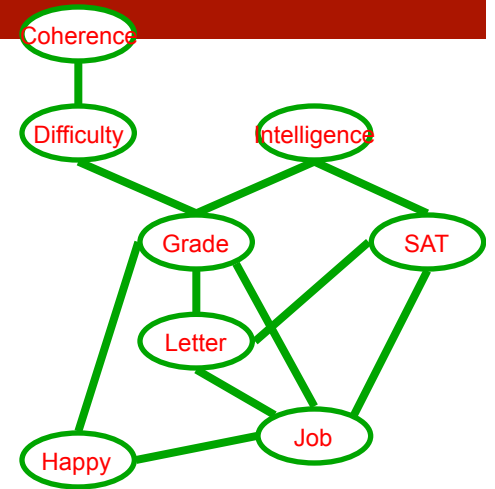 Coherence
Difficulty
Intelligence
Grade
SAT
Letter
Job
Happy